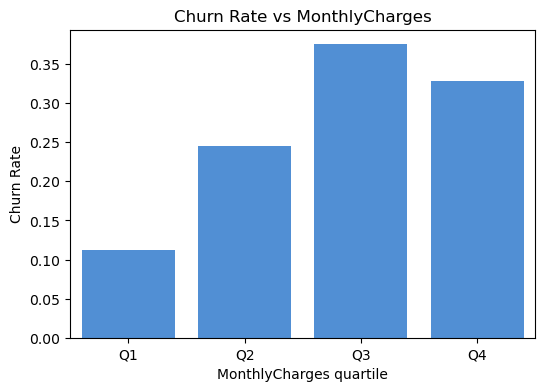 Churn Rate vs MonthlyCharges
Churn Rate
0.35
0.30
0.25
0.20
0.15
0.10
0.05
0.00
Q1 Q2 Q3 Q4
MonthlyCharges quartile